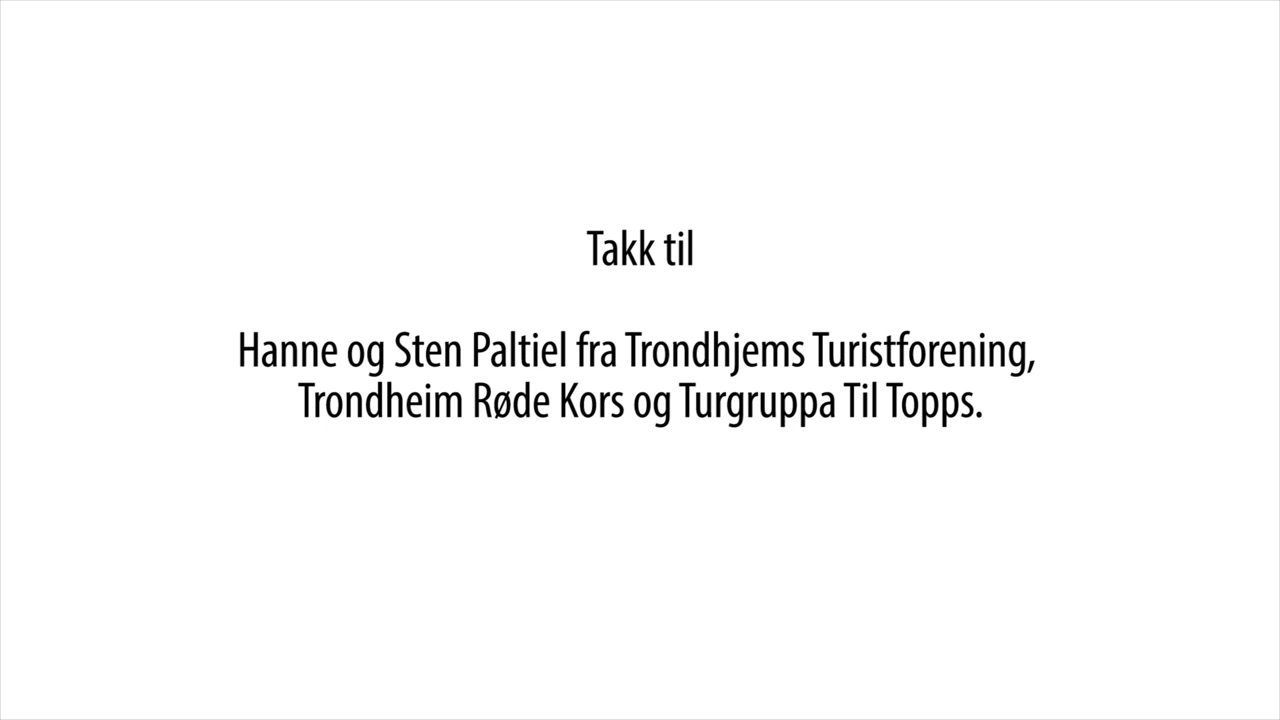 Takk til
Hanne og Sten Paltiel fra Trondhjems Turistforening,
Trondheim Røde Kors og Turgruppa Til Topps.